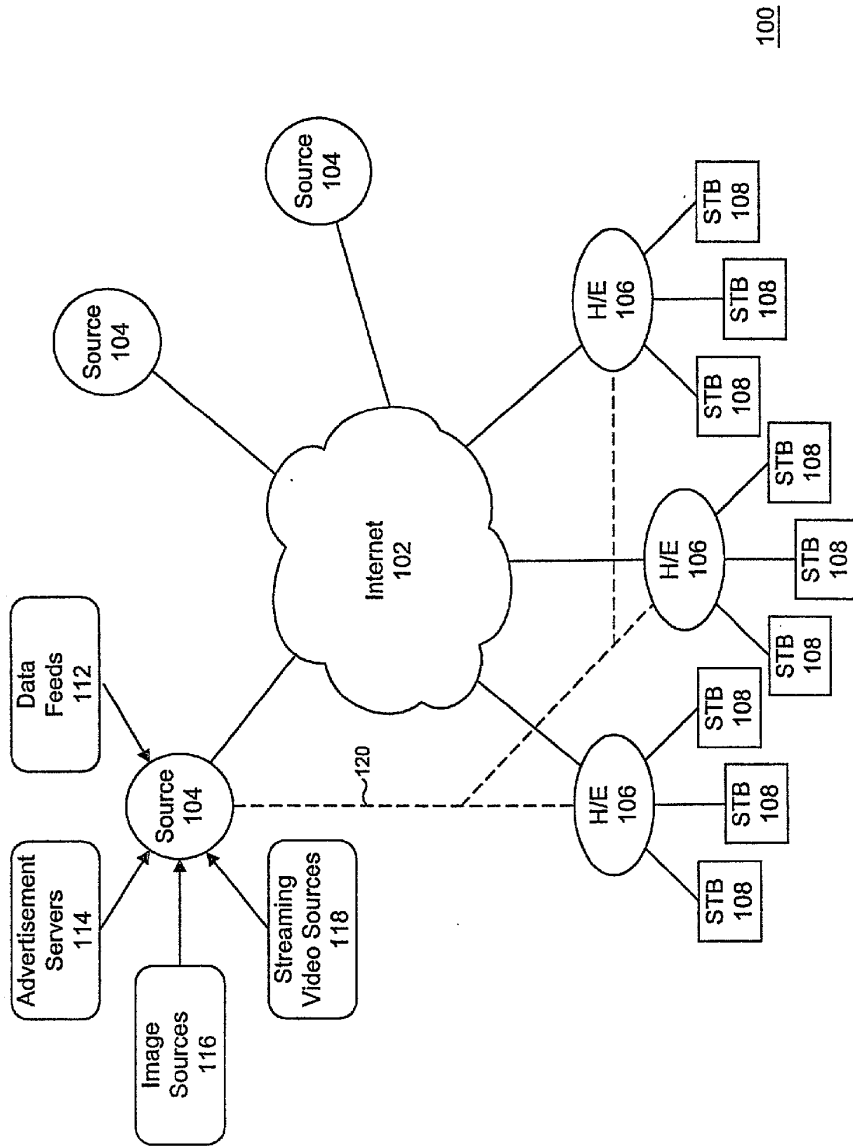 Data
Feeds
112
Advertisement
Servers
114
Image
Sources
116
Streaming
Video Sources
118
Source
104
Source
104
Source
104
Internet
102
120
H/E
106
H/E
106
H/E
106
STB
108
STB
108
STB
108
STB
108
STB
108
STB
108
STB
108
STB
108
STB
108
100